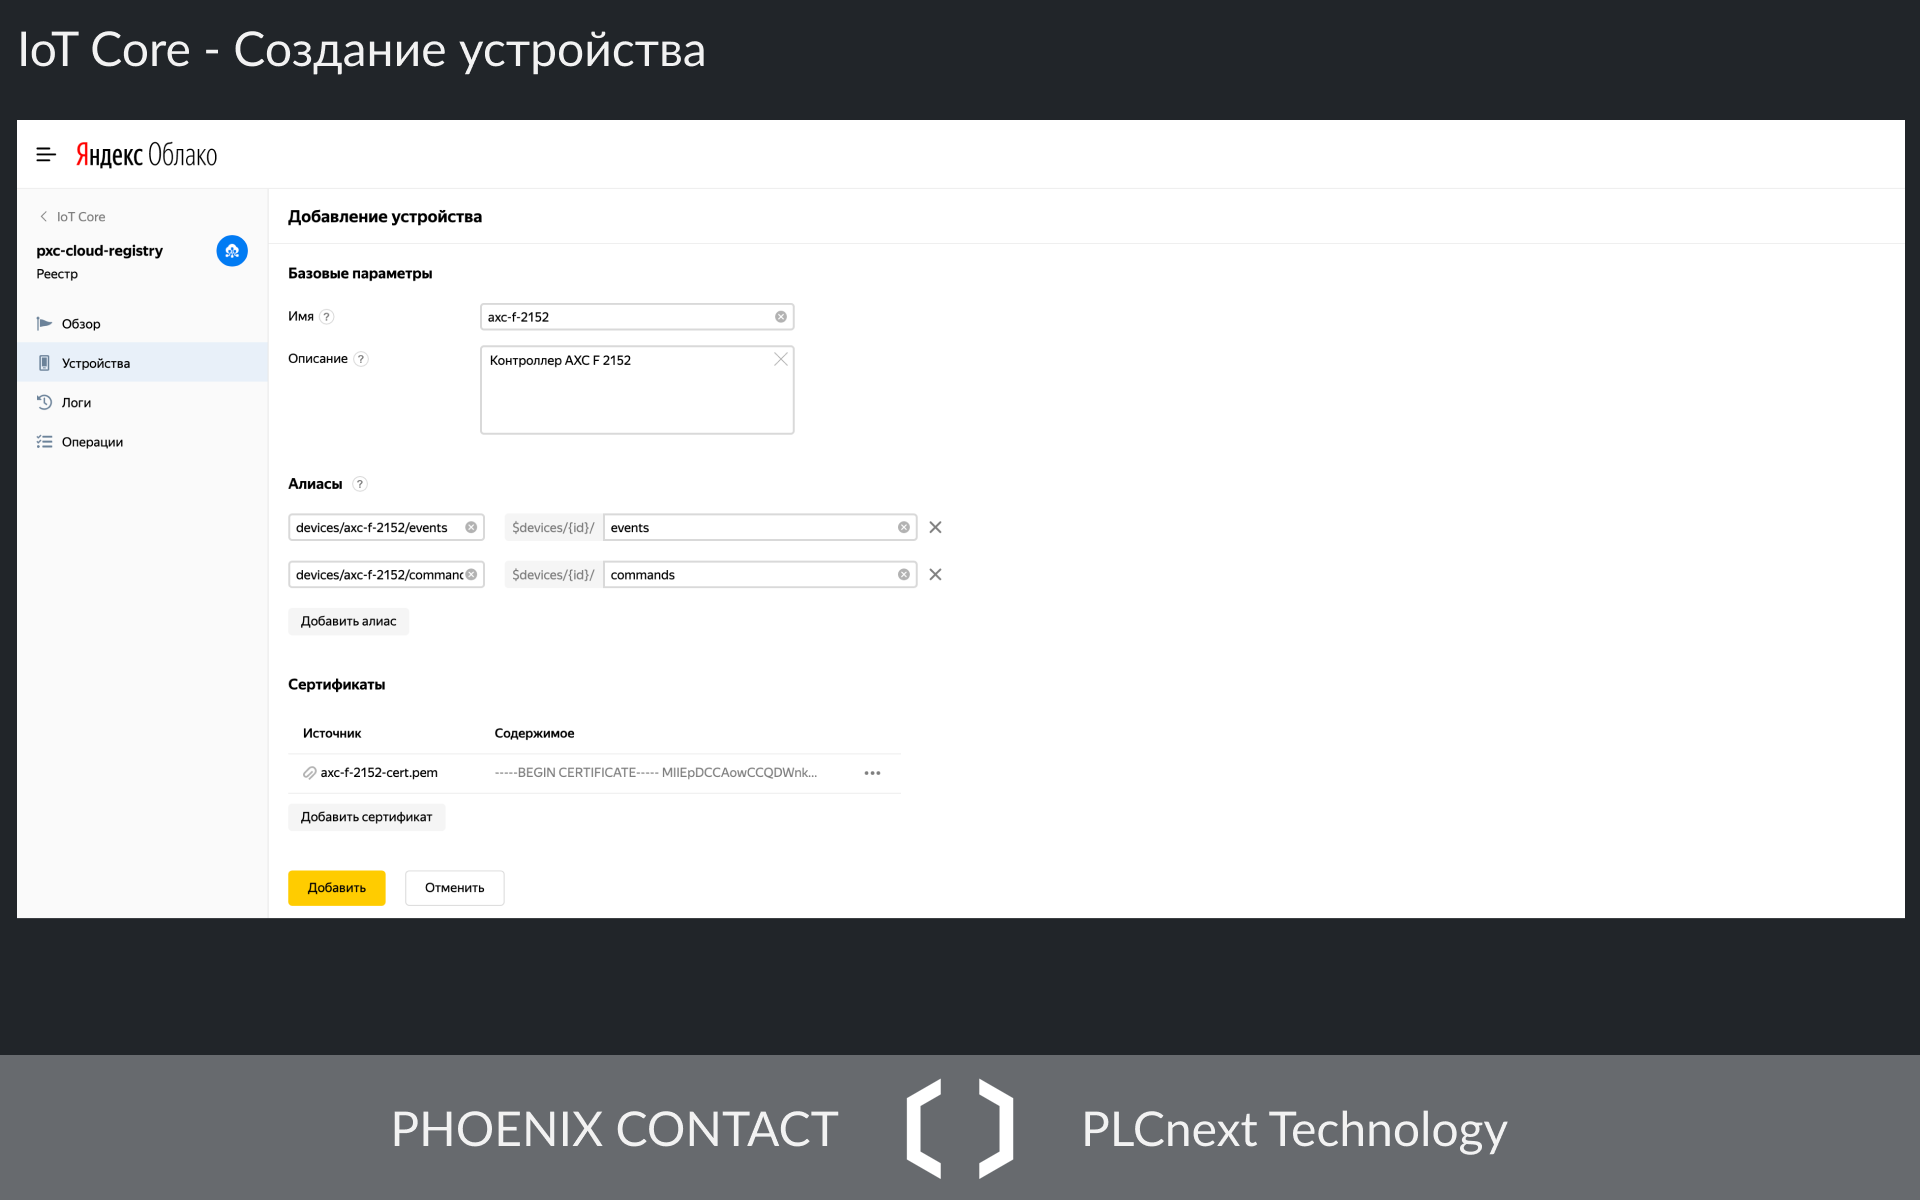 IoT Core - Создание устройства
Яндекс Облако
IoT Core
pxc-cloud-registry
Реестр
Обзор
Устройства
Логи
Операции
Добавление устройства
Базовые параметры
Имя ?
axc-f-2152
Описание ?
Контроллер AXC F 2152
Алиасы ?
devices/axc-f-2152/events $devices/{id}/ events
devices/axc-f-2152/command $devices/{id}/ commands
Добавить алиас
Сертификаты
Источник Содержимое
axc-f-2152-cert.pem -----BEGIN CERTIFICATE----- MIIEpDCCAowCCQDWnk...
Добавить сертификат
Добавить Отменить
PHOENIX CONTACT PLCnext Technology